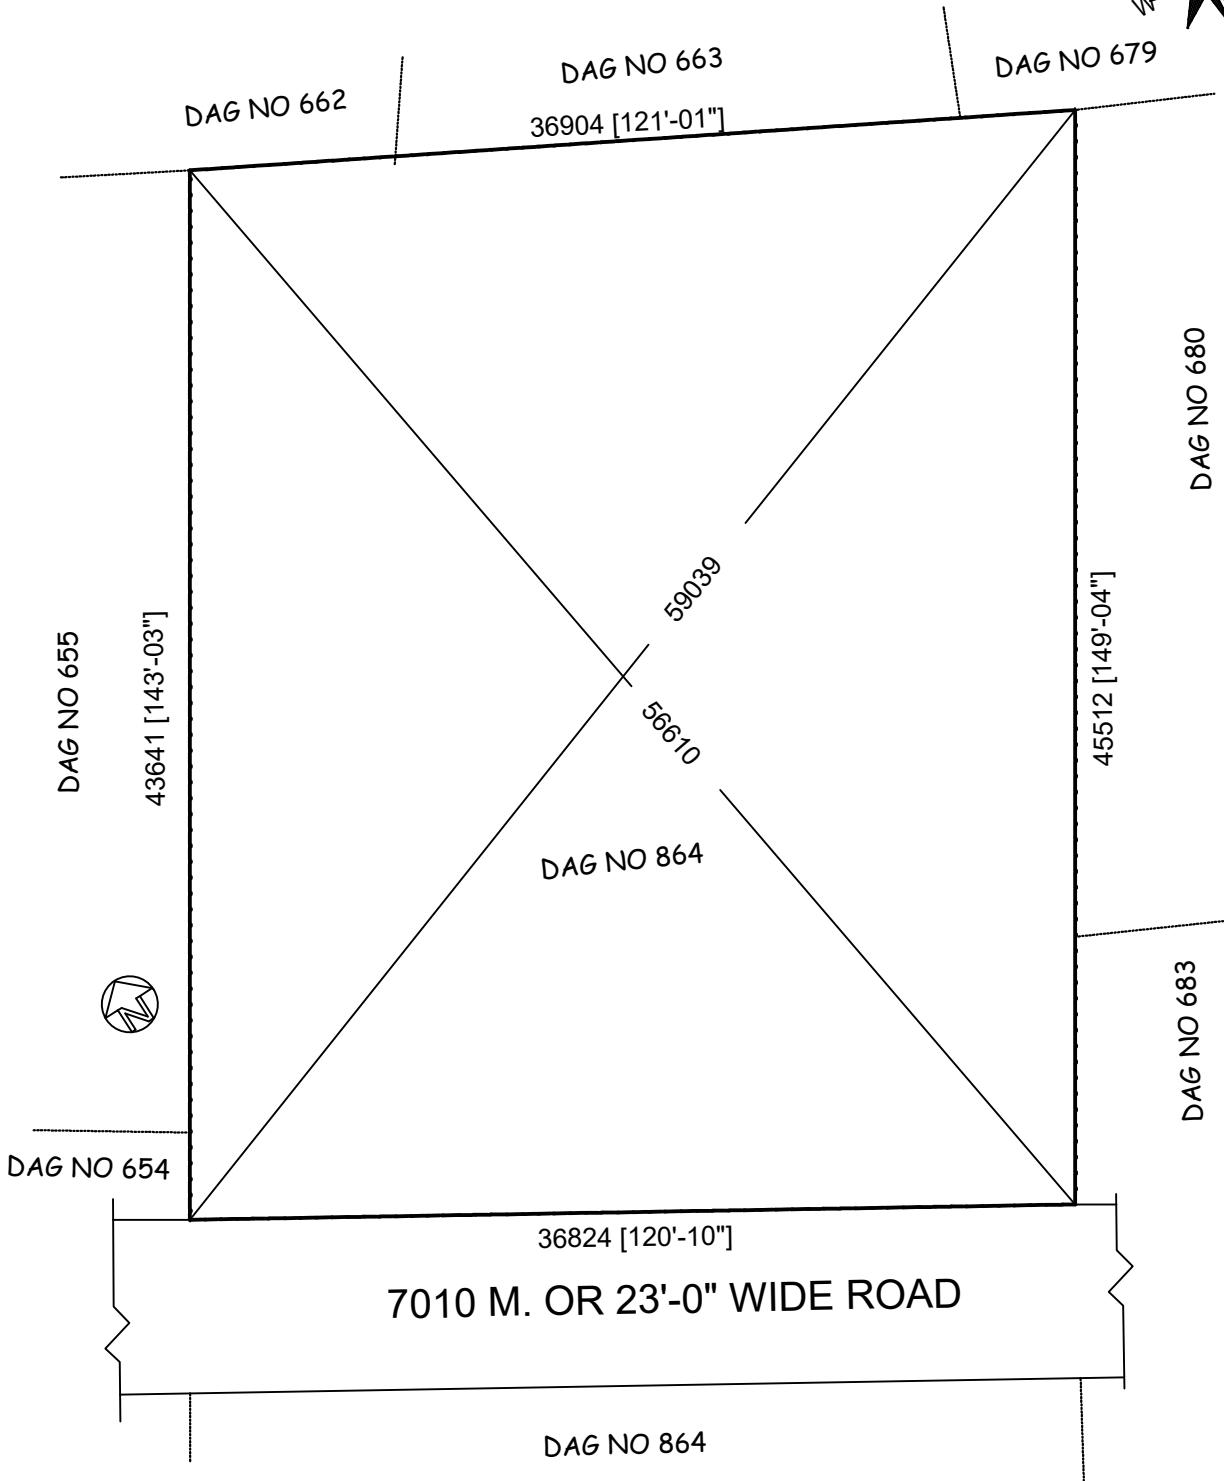 W
DAG NO 663
DAG NO 679
DAG NO 662
36904 [121'-01"]
DAG NO 680
59039
45512 [149'-04"]
DAG NO 655
43641 [143'-03"]
56610
DAG NO 864
DAG NO 683
N
DAG NO 654
36824 [120'-10"]
7010 M. OR 23'-0" WIDE ROAD
DAG NO 864